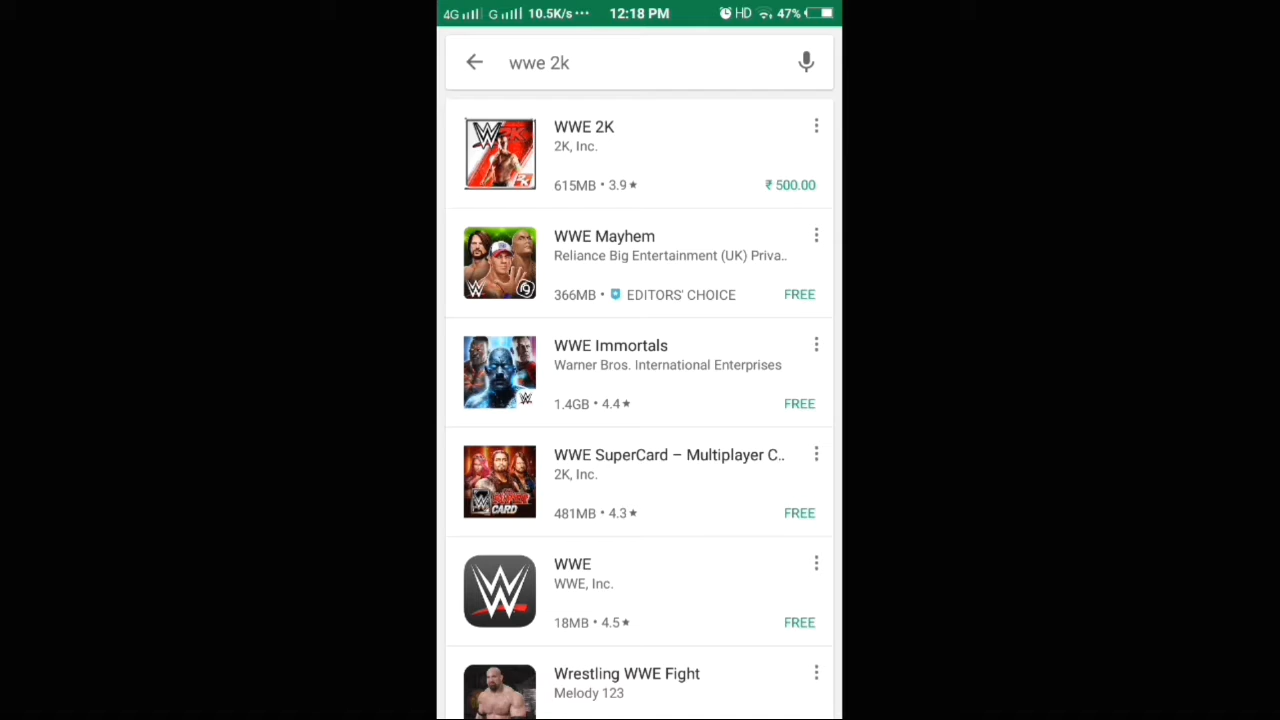 4G G 10.5K/s ··· 12:18 PM HD 47%
wwe 2k
WWE 2K
2K, Inc.
615MB • 3.9 ★ ₹ 500.00
WWE Mayhem
Reliance Big Entertainment (UK) Priva..
366MB • EDITORS' CHOICE FREE
WWE Immortals
Warner Bros. International Enterprises
1.4GB • 4.4 ★ FREE
WWE SuperCard – Multiplayer C..
2K, Inc.
481MB • 4.3 ★ FREE
CARD
WWE
WWE, Inc.
18MB • 4.5 ★ FREE
Wrestling WWE Fight
Melody 123